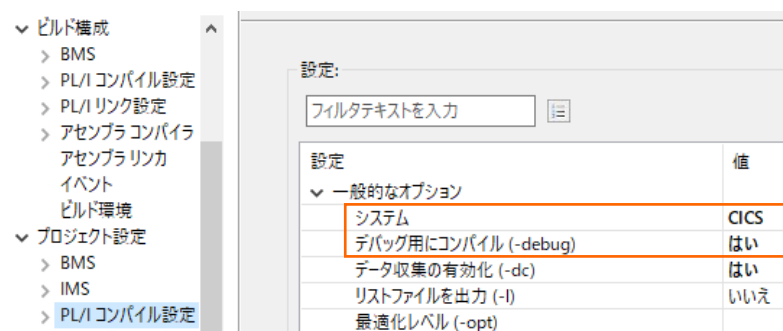 ビルド構成
BMS
PL/I コンパイル設定
PL/I リンク設定
アセンブラ コンパイラ
アセンブラ リンカ
イベント
ビルド環境
プロジェクト設定
BMS
IMS
PL/I コンパイル設定
設定:
フィルタテキストを入力
設定 値
一般的なオプション
システム CICS
デバッグ用にコンパイル (-debug) はい
データ収集の有効化 (-dc) はい
リストファイルを出力 (-l) いいえ
最適化レベル (-opt)